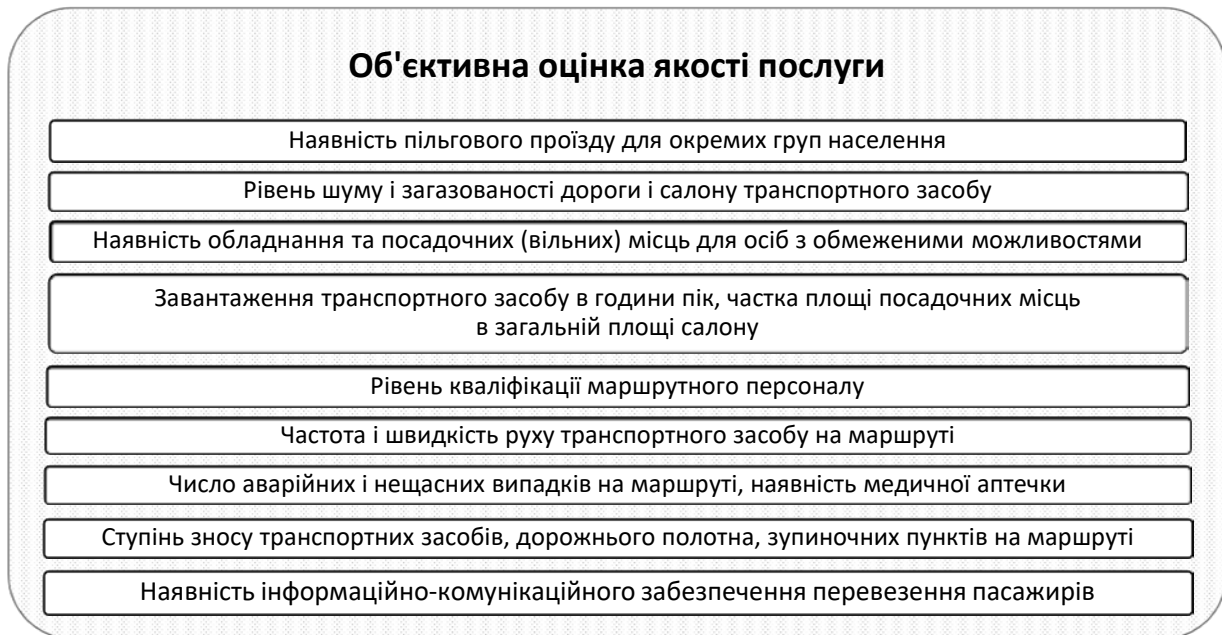 Об'єктивна оцінка якості послуги
Наявність пільгового проїзду для окремих груп населення
Рівень шуму і загазованості дороги і салону транспортного засобу
Наявність обладнання та посадочних (вільних) місць для осіб з обмеженими можливостями
Завантаження транспортного засобу в години пік, частка площі посадочних місць
в загальній площі салону
Рівень кваліфікації маршрутного персоналу
Частота і швидкість руху транспортного засобу на маршруті
Число аварійних і нещасних випадків на маршруті, наявність медичної аптечки
Ступінь зносу транспортних засобів, дорожнього полотна, зупиночних пунктів на маршруті
Наявність інформаційно-комунікаційного забезпечення перевезення пасажирів